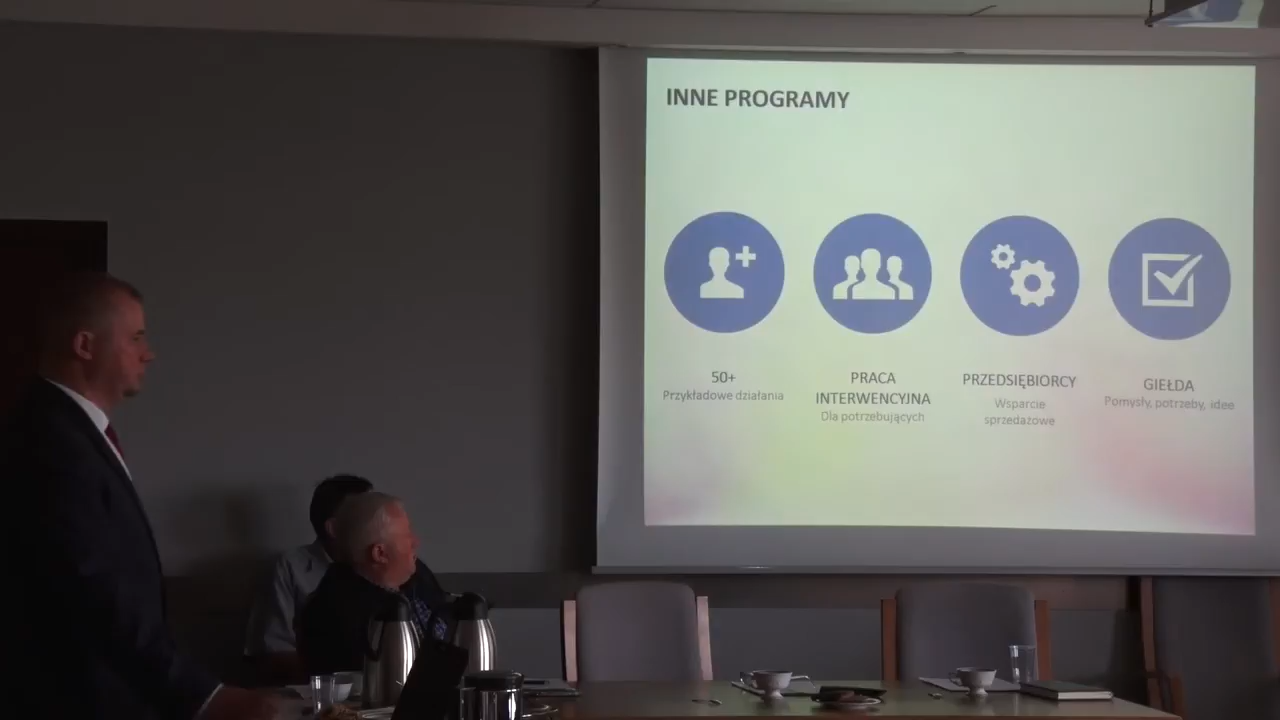 INNE PROGRAMY
50+
Przykładowe działania
PRACA
INTERWENCYJNA
Dla potrzebujących
PRZEDSIĘBIORCY
Wsparcie
sprzedażowe
GIEŁDA
Pomysły, potrzeby, idee